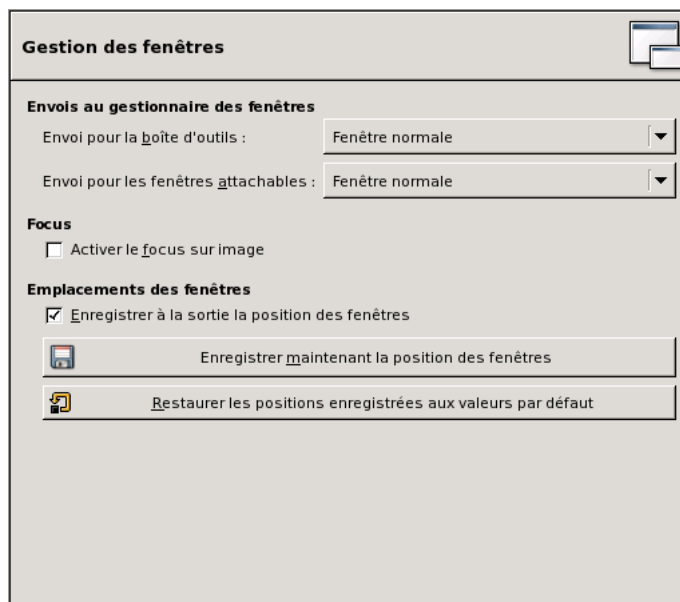 Gestion des fenêtres
Envois au gestionnaire des fenêtres
Envoi pour la boîte d'outils :
Fenêtre normale
Envoi pour les fenêtres attachables :
Fenêtre normale
Focus
Activer le focus sur image
Emplacements des fenêtres
Enregistrer à la sortie la position des fenêtres
Enregistrer maintenant la position des fenêtres
Restaurer les positions enregistrées aux valeurs par défaut